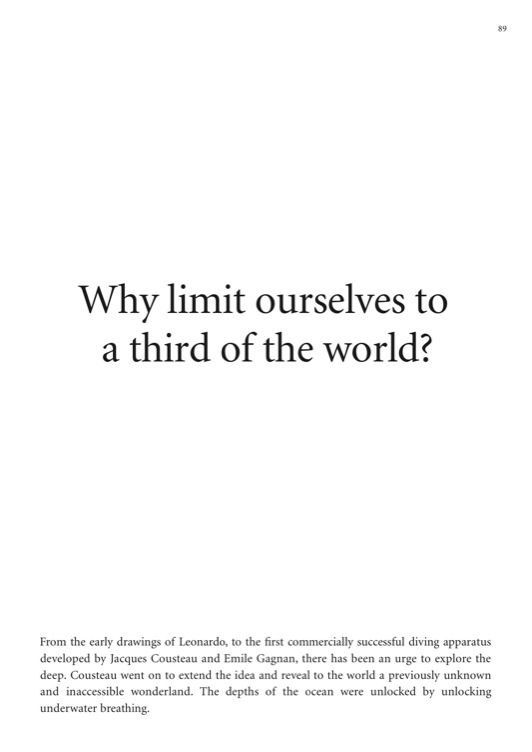 89
Why limit ourselves to
a third of the world?
From the early drawings of Leonardo, to the first commercially successful diving apparatus
developed by Jacques Cousteau and Emile Gagnan, there has been an urge to explore the
deep. Cousteau went on to extend the idea and reveal to the world a previously unknown
and inaccessible wonderland. The depths of the ocean were unlocked by unlocking
underwater breathing.